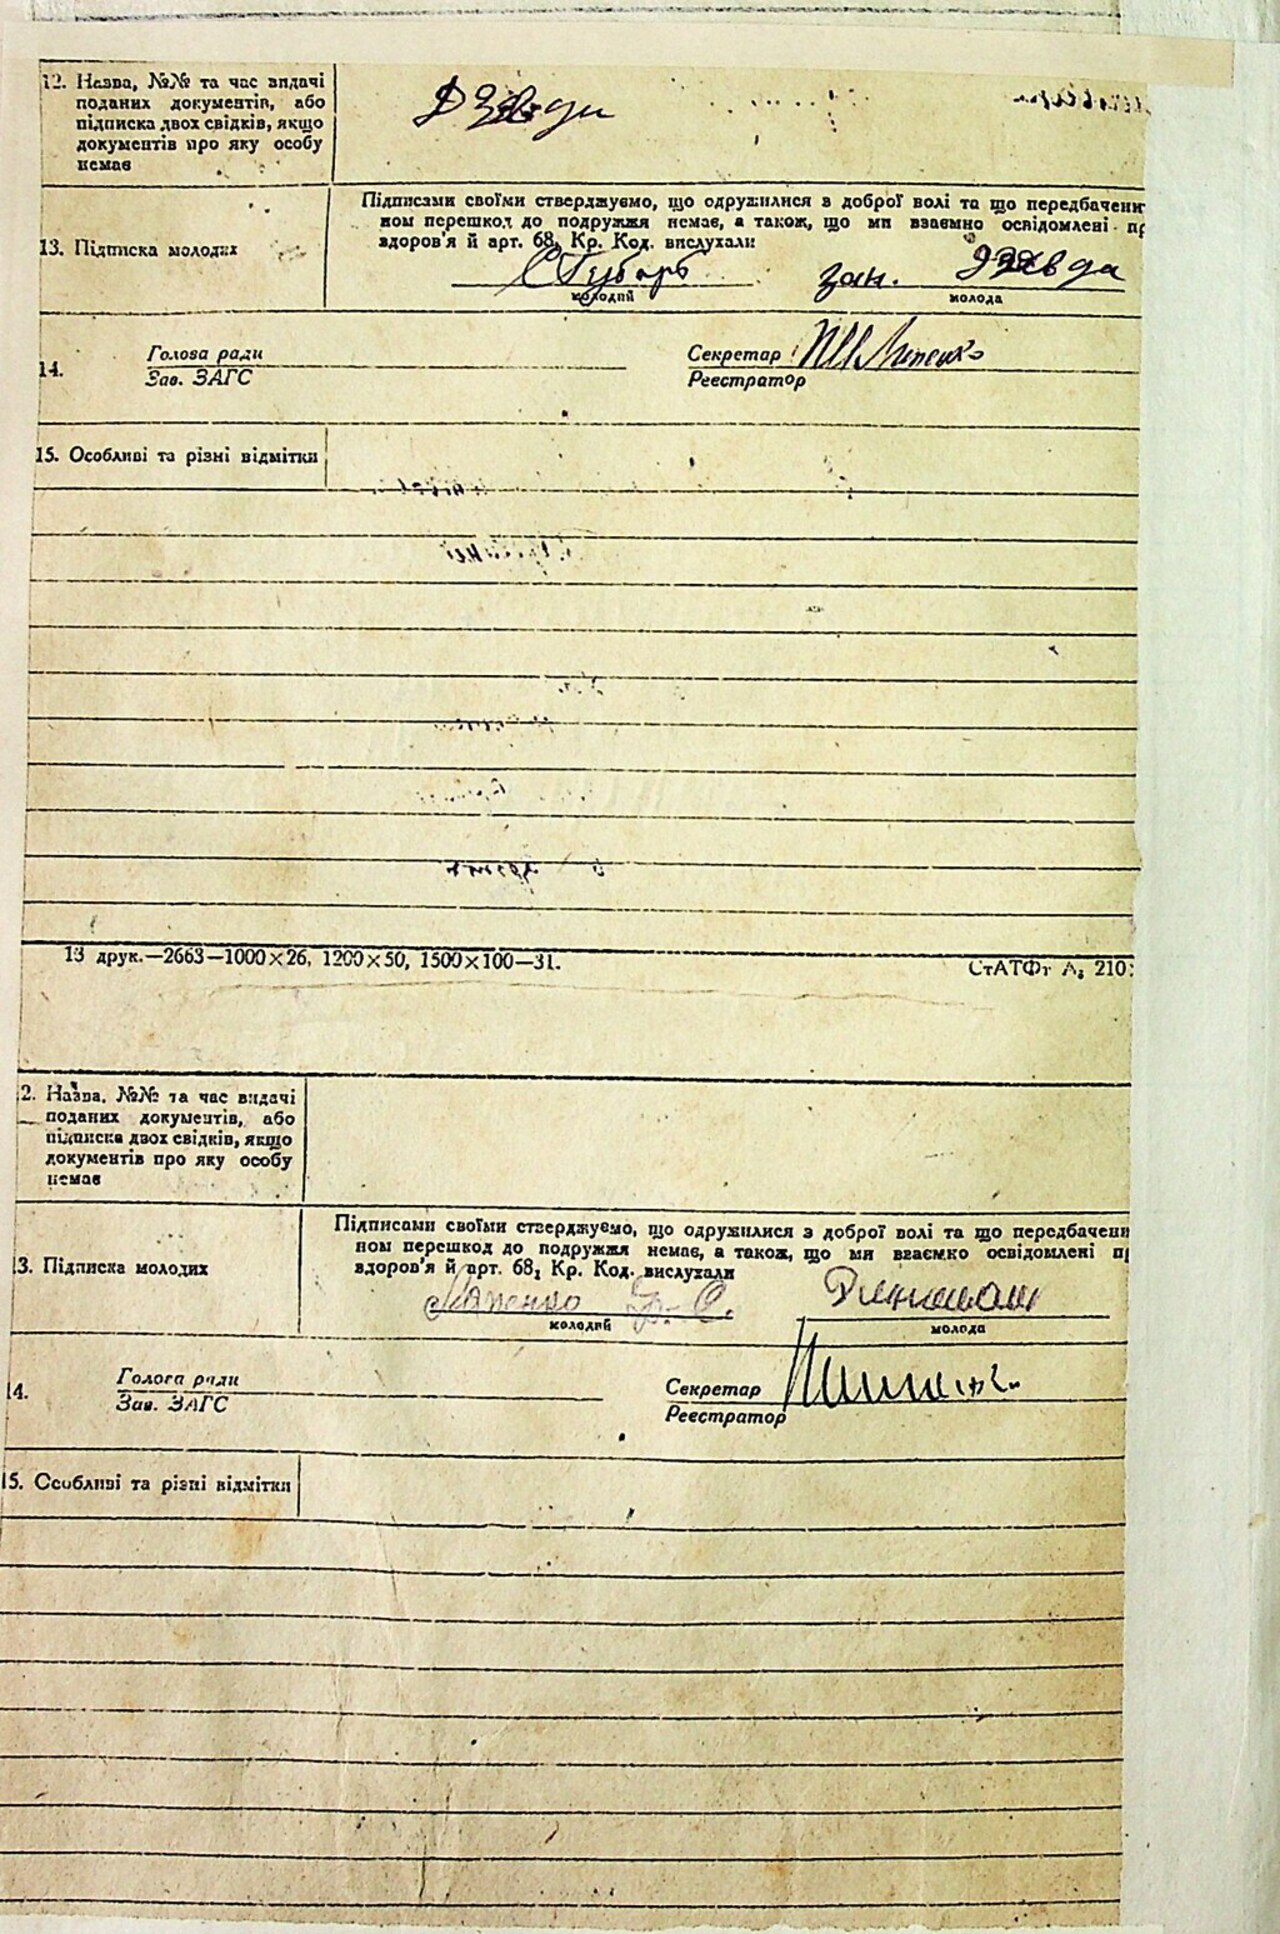 12. Назва, №№ та час видачі
поданих документів, або
підписка двох свідків, якщо
документів про яку особу
немає
13. Підписка молодих
Підписами своїми стверджуємо, що одружилися з доброї волі та що передбачени
ном перешкод до подружжя немає, а також, що ми взаємно освідомлені пр
здоров'я й арт. 68, Кр. Код. вислухали
С Губарь
молодий
молода
14.
Голова ради
Зав. ЗАГС
Секретар
Реєстратор
15. Особливі та різні відмітки
13 друк.—2663—1000×26, 1200×50, 1500×100—31.
СтАТФт А, 210:
2. Назва, №№ та час видачі
поданих документів, або
підписка двох свідків, якщо
документів про яку особу
немає
3. Підписка молодих
Підписами своїми стверджуємо, що одружилися з доброї волі та що передбачени
ном перешкод до подружжя немає, а також, що ми взаємно освідомлені пр
здоров'я й арт. 68, Кр. Код. вислухали
молодий
молода
4.
Голова ради
Зав. ЗАГС
Секретар
Реєстратор
15. Особливі та різні відмітки